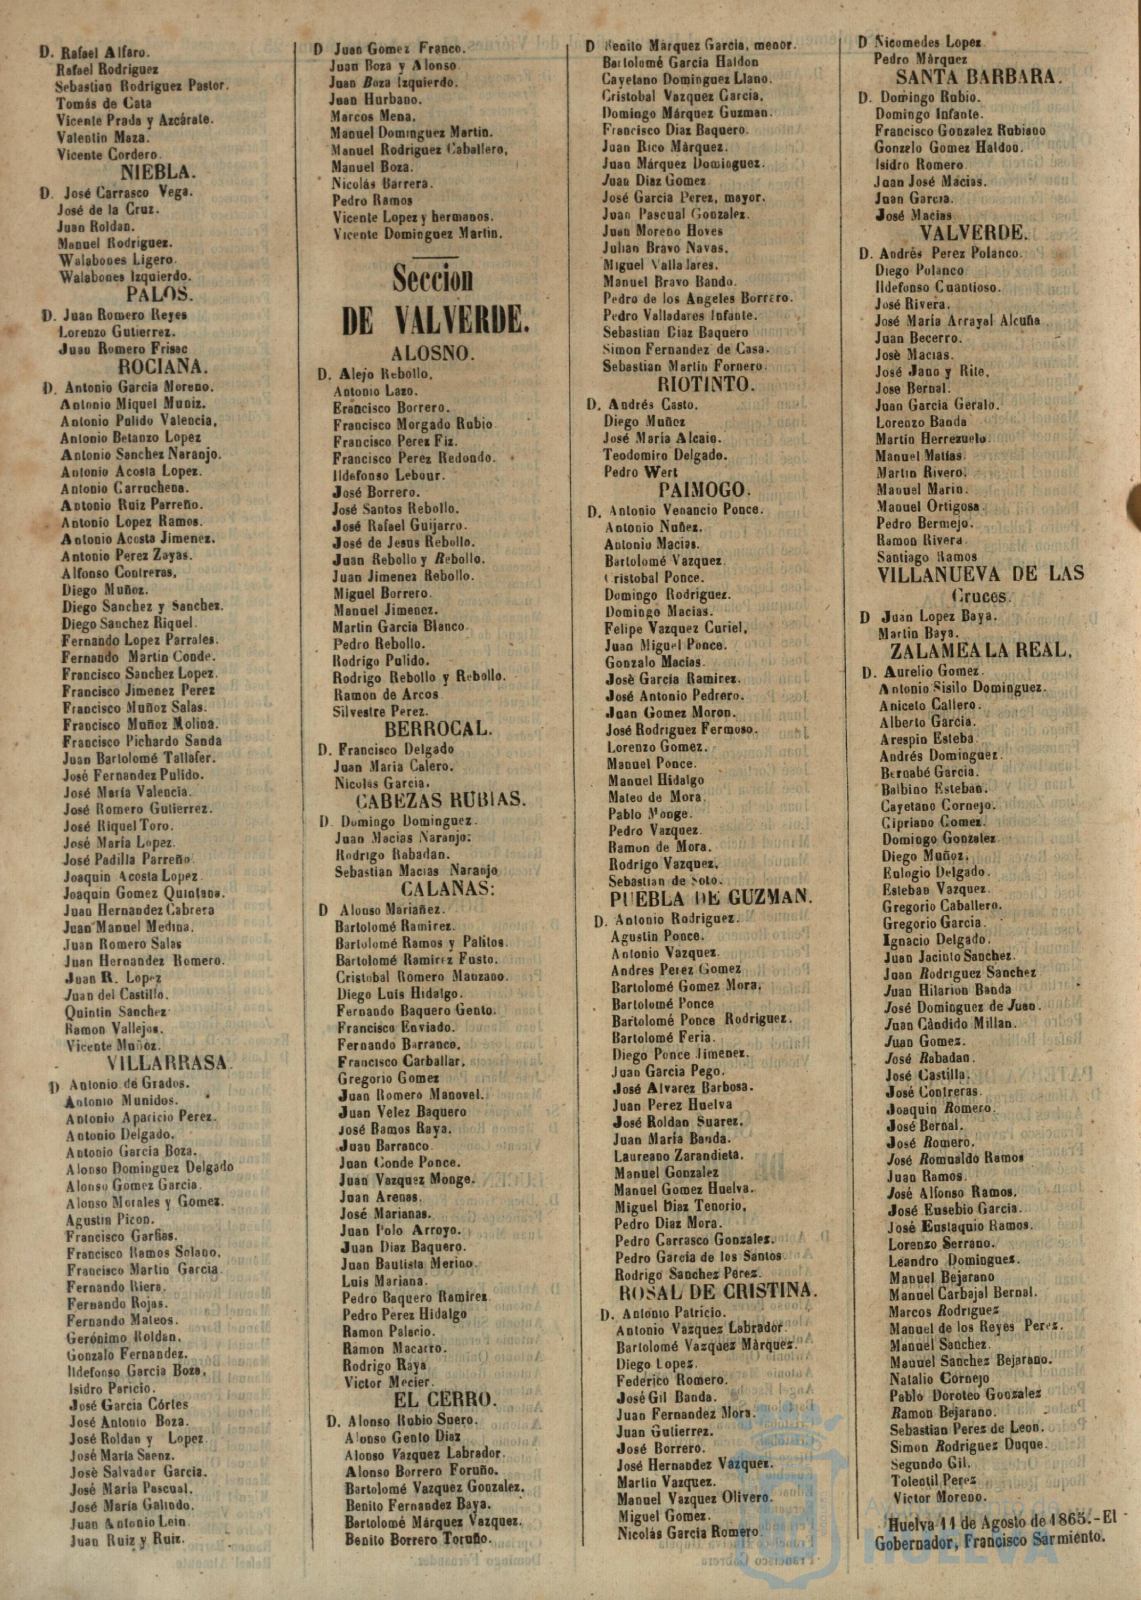 D. Rafael Alfaro.
Rafael Rodriguez
Sebastian Rodriguez Pastor.
Tomás de Cata
Vicente Prada y Azcárate.
Valentin Maza.
Vicente Cordero.
NIEBLA.
D. José Carrasco Vega.
José de la Cruz.
Juan Roldan.
Manuel Rodriguez.
Walabones Ligero
Walabones Izquierdo.
PALOS.
D. Juan Romero Reyes
Lorenzo Gutierrez.
Juan Romero Frisac
ROCIANA.
D. Antonio Garcia Moreno.
Antonio Miquel Muniz.
Antonio Pulido Valencia,
Antonio Betanzo Lopez
Antonio Sanchez Naranjo.
Antonio Acosta Lopez.
Antonio Carruchena.
Antonio Ruiz Parreño.
Antonio Lopez Ramos.
Antonio Acosta Jimenez.
Antonio Perez Zayas.
Alfonso Contreras,
Diego Muñoz.
Diego Sanchez y Sanchez.
Diego Sanchez Riquel.
Fernando Lopez Parrales.
Fernando Martin Conde.
Francisco Sanchez Lopez.
Francisco Jimenez Perez
Francisco Muñoz Salas.
Francisco Muñoz Molina.
Francisco Pichardo Sanda
Juan Bartolomé Tallafer.
José Fernandez Pulido.
José María Valencia.
José Romero Gutierrez.
José Riquel Toro.
José María Lopez.
José Padilla Parreño
Joaquin Acosta Lopez
Joaquin Gomez Quintana.
Juan Hernandez Cabrera
Juan Manuel Medina.
Juan Romero Salas
Juan Hernandez Romero.
Juan R. Lopez
Juan del Castillo.
Quintin Sanchez
Ramon Vallejos.
Vicente Muñoz.
VILLARRASA
D Antonio de Grados.
Antonio Munidos.
Antonio Aparicio Perez.
Antonio Delgado.
Antonio Garcia Boza.
Alonso Dominguez Delgado
Alonso Gomez Garcia.
Alonso Morales y Gomez.
Agustin Picon.
Francisco Garfias.
Francisco Ramos Solano.
Francisco Martin Garcia
Fernando Riera.
Fernando Rojas.
Fernando Mateos.
Gerónimo Roldan.
Gonzalo Fernandez.
Ildefonso Garcia Boza,
Isidro Paricio.
José Garcia Córtes
José Antonio Boza.
José Roldan y Lopez.
José María Saenz.
José Salvador Garcia.
José María Pascual.
José María Galindo.
Juan Antonio Lein
Juan Ruiz y Ruiz.
D Juan Gomez Franco.
Juan Boza y Alonso
Juan Boza Izquierdo.
Juan Hurbano.
Marcos Mena.
Manuel Dominguez Martin.
Manuel Rodriguez Caballero,
Manuel Boza.
Nicolás Barrera.
Pedro Ramos
Vicente Lopez y hermanos.
Vicente Dominguez Martin.
Seccion
DE VALVERDE.
ALOSNO.
D. Alejo Rebollo.
Antonio Lazo.
Erancisco Borrero.
Francisco Morgado Rubio
Francisco Perez Fiz.
Francisco Perez Redondo.
Ildefonso Lebour.
José Borrero.
José Santos Rebollo.
José Rafael Guijarro.
José de Jesus Rebollo.
Juan Rebollo y Rebollo.
Juan Jimenez Rebollo.
Miguel Borrero.
Manuel Jimenez.
Martin Garcia Blanco
Pedro Rebollo.
Rodrigo Pulido.
Rodrigo Rebollo y Rebollo.
Ramon de Arcos
Silvestre Perez.
BERROCAL.
D. Francisco Delgado
Juan Maria Calero.
Nicolás Garcia.
CABEZAS RUBIAS.
D. Domingo Dominguez.
Juan Macias Naranjo.
Rodrigo Rabadan.
Sebastian Macias Naranjo
CALANAS:
D Alonso Mariañez.
Bartolomé Ramirez.
Bartolomé Ramos y Palitos.
Bartolomé Ramirez Fusto.
Cristobal Romero Manzano.
Diego Luis Hidalgo.
Fernando Baquero Gento.
Francisco Enviado.
Fernando Barranco.
Francisco Carballar,
Gregorio Gomez
Juan Romero Manovel.
Juan Velez Baquero
José Ramos Raya.
Juan Barranco
Juan Conde Ponce.
Juan Vazquez Monge.
Juan Arenas.
José Marianas.
Juan Polo Arroyo.
Juan Diaz Baquero.
Juan Bautista Merino.
Luis Mariana.
Pedro Baquero Ramirez
Pedro Perez Hidalgo
Ramon Palacio.
Ramon Macarro.
Rodrigo Raya
Victor Mecier.
EL CERRO.
D. Alonso Rubio Suero.
Alonso Gento Diaz
Alonso Vazquez Labrador.
Alonso Borrero Foruño.
Bartolomé Vazquez Gonzalez.
Benito Fernandez Baya.
Bartolomé Márquez Vazquez.
Benito Borrero Toruño.
D Benito Márquez Garcia, menor.
Bartolomé Garcia Haldon
Cayetano Dominguez Llano.
Cristobal Vazquez Garcia,
Domingo Márquez Guzman.
Francisco Diaz Baquero.
Juan Rico Márquez.
Juan Márquez Dominguez.
Juan Diaz Gomez
José Garcia Perez, mayor.
Juan Pascual Gonzalez.
Juan Moreno Hoves
Julian Bravo Navas.
Miguel Valladares.
Manuel Bravo Bando.
Pedro de los Angeles Borrero.
Pedro Valladares Infante.
Sebastian Diaz Baquero
Simon Fernandez de Casa.
Sebastian Martin Fornero.
RIOTINTO.
D. Andrés Casto.
Diego Muñoz
José María Alcain.
Teodomiro Delgado.
Pedro Wert
PAIMOGO.
D. Antonio Venancio Ponce.
Antonio Nuñez.
Antonio Macias.
Bartolomé Vazquez
Cristobal Ponce.
Domingo Rodriguez.
Domingo Macias.
Felipe Vazquez Curiel,
Juan Miguel Ponce.
Gonzalo Macias.
Josè Garcia Ramirez.
José Antonio Pedrero.
Juan Gomez Moron.
José Rodriguez Fermoso.
Lorenzo Gomez.
Manuel Ponce.
Manuel Hidalgo
Mateo de Mora.
Pablo Monge.
Pedro Vazquez.
Ramon de Mora.
Rodrigo Vazquez.
Sebastian de Soto.
PUEBLA DE GUZMAN.
D. Antonio Rodriguez.
Agustin Ponce.
Antonio Vazquez.
Andres Perez Gomez
Bartolomé Gomez Mora.
Bartolomé Ponce
Bartolomé Ponce Rodriguez.
Bartolomé Feria.
Diego Ponce Jimenez.
Juan Garcia Pego.
José Alvarez Barbosa.
Juan Perez Huelva
José Roldan Suarez.
Juan María Banda.
Laureano Zarandieta.
Manuel Gonzalez
Manuel Gomez Huelva.
Miguel Diaz Tenorio,
Pedro Diaz Mora.
Pedro Carrasco Gonzalez.
Pedro Garcia de los Santos
Rodrigo Sanchez Perez.
ROSAL DE CRISTINA.
D. Antonio Patricio.
Antonio Vazquez Labrador
Bartolomé Vazquez Màrquez.
Diego Lopez.
Federico Romero.
José Gil Banda.
Juan Fernandez Mora.
Juan Gutierrez.
José Borrero.
José Hernandez Vazquez.
Martin Vazquez.
Manuel Vazquez Olivero.
Miguel Gomez.
Nicolás Garcia Romero
D Nicomedes Lopez
Pedro Márquez
SANTA BARBARA.
D. Domingo Rubio.
Domingo Infante.
Francisco Gonzalez Rubiano
Gonzelo Gomez Haldon.
Isidro Romero
Juan José Macias.
Juan Garcia.
José Macias
VALVERDE.
D. Andrés Perez Polanco.
Diego Polanco
Ildefonso Cuantioso.
José Rivera.
José Maria Arrayal Alcuña
Juan Becerro.
Josè Macias.
José Jano y Rite,
Jose Bernal.
Juan Garcia Geralo.
Lorenzo Banda
Martin Herrezuelo
Manuel Matías.
Martin Rivero.
Manuel Marin.
Manuel Ortigosa
Pedro Bermejo.
Ramon Rivera
Santiago Ramos
VILLANUEVA DE LAS
Cruces.
D Juan Lopez Baya.
Martin Baya.
ZALAMEA LA REAL.
D. Aurelio Gomez.
Antonio Sisilo Dominguez.
Aniceto Callero.
Alberto Garcia.
Arespin Esteba
Andrés Dominguez.
Bernabé Garcia.
Balbino Esteban.
Cayetano Cornejo.
Cipriano Gomez.
Domingo Gonzalez
Diego Muñoz.
Eulogio Delgado.
Esteban Vazquez.
Gregorio Caballero.
Gregorio Garcia.
Ignacio Delgado.
Juan Jacinto Sanchez.
Juan Rodriguez Sanchez
Juan Hilarion Banda
José Dominguez de Juan.
Juan Càndido Millan.
Juan Gomez.
José Rabadan.
José Castilla.
José Contreras.
Joaquin Romero.
José Bernal.
José Romero.
José Romualdo Ramos
Juan Ramos.
José Alfonso Ramos.
José Eusebio Garcia.
José Eustaquio Ramos.
Lorenzo Serrano.
Leandro Dominguez.
Manuel Bejarano
Manuel Carbajal Bernal.
Marcos Rodriguez
Manuel de los Reyes Perez.
Manuel Sanchez.
Manuel Sanchez Bejarano.
Natalio Cornejo
Pablo Doroteo Gonzalez
Ramon Bejarano.
Sebastian Perez de Leon.
Simon Rodriguez Duque.
Segundo Gil.
Tolentil Perez
Victor Moreno.
Huelva 11 de Agosto de 1865.-El
Gobernador, Francisco Sarmiento.
HUELVA